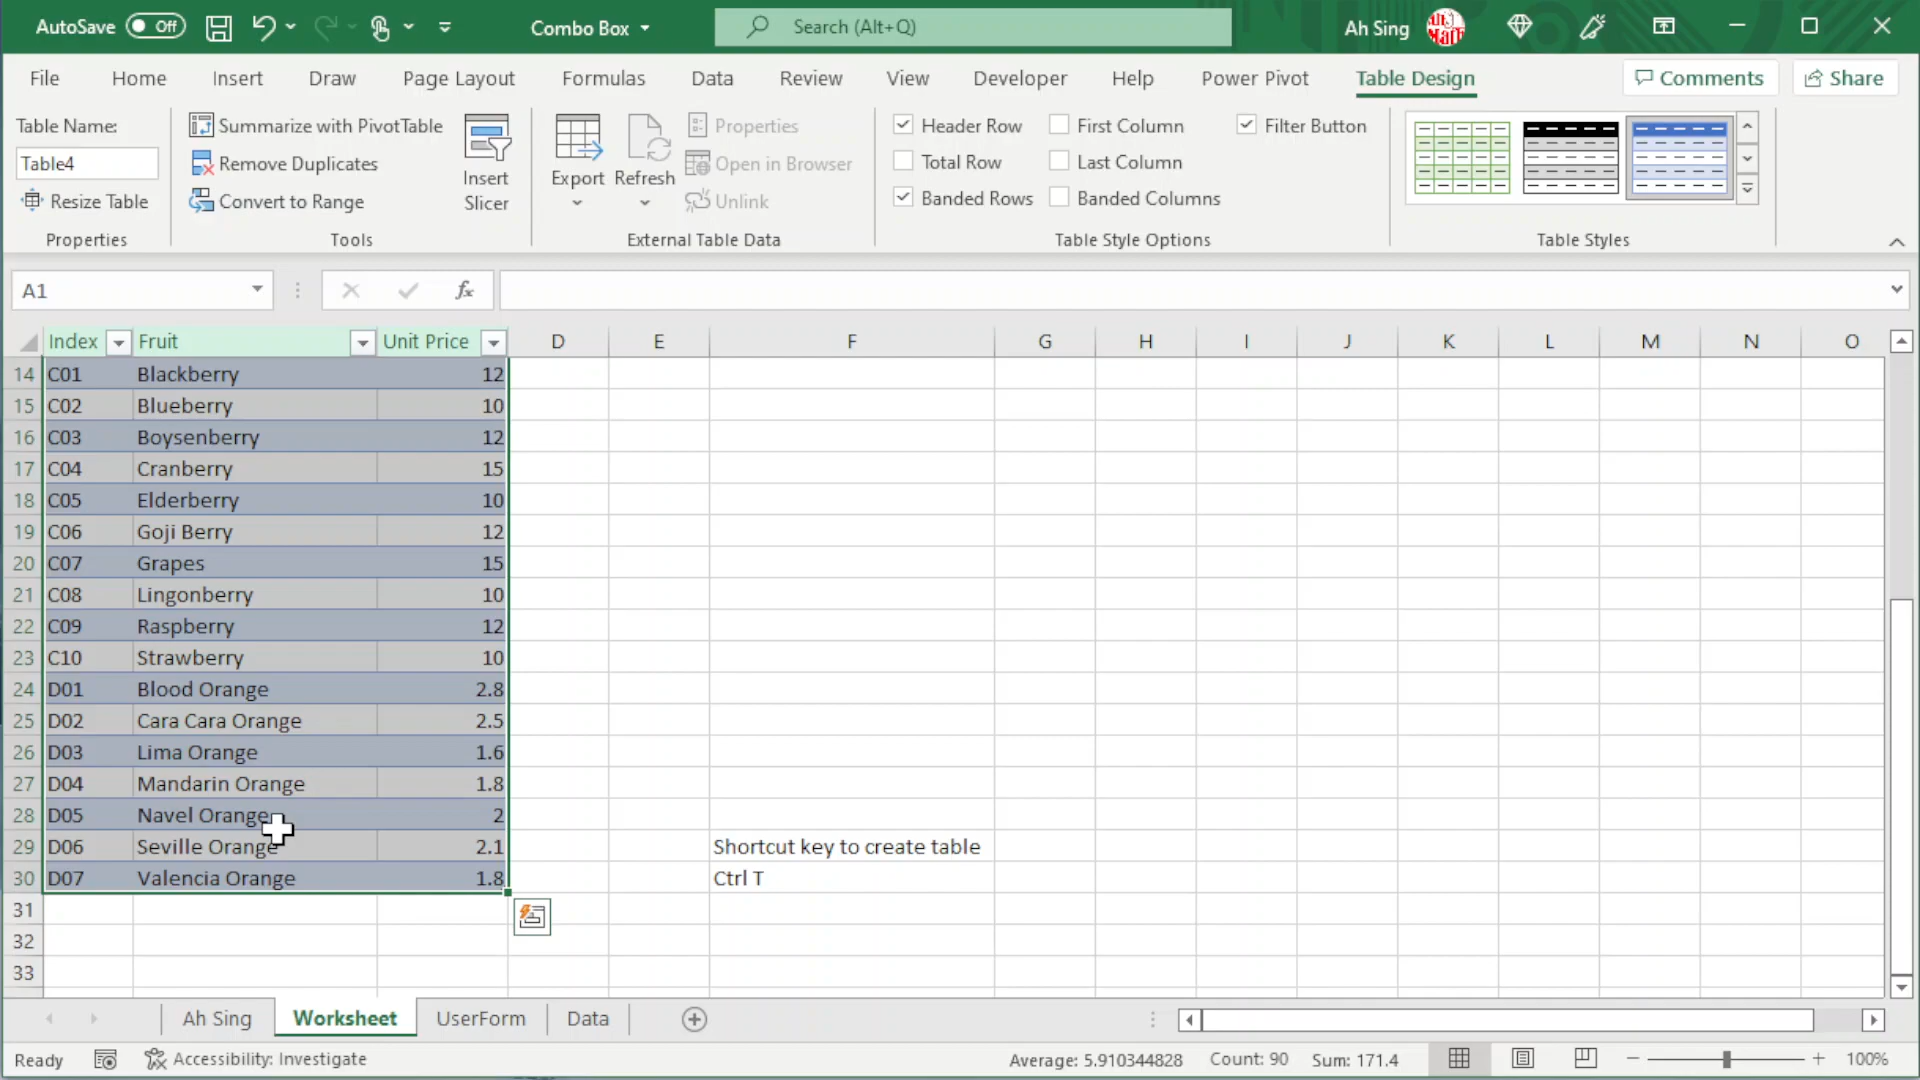 AutoSave Off Combo Box Search (Alt+Q) Ah Sing
File Home Insert Draw Page Layout Formulas Data Review View Developer Help Power Pivot Table Design Comments Share
Table Name:
Table4
Resize Table
Properties
Summarize with PivotTable
Remove Duplicates
Convert to Range
Insert Slicer
Tools
Export Refresh
Properties
Open in Browser
Unlink
External Table Data
Header Row First Column Filter Button
Total Row Last Column
Banded Rows Banded Columns
Table Style Options
Table Styles
A1 fx
Index Fruit Unit Price D E F G H I J K L M N O
14 C01 Blackberry 12
15 C02 Blueberry 10
16 C03 Boysenberry 12
17 C04 Cranberry 15
18 C05 Elderberry 10
19 C06 Goji Berry 12
20 C07 Grapes 15
21 C08 Lingonberry 10
22 C09 Raspberry 12
23 C10 Strawberry 10
24 D01 Blood Orange 2.8
25 D02 Cara Cara Orange 2.5
26 D03 Lima Orange 1.6
27 D04 Mandarin Orange 1.8
28 D05 Navel Orange 2
29 D06 Seville Orange 2.1 Shortcut key to create table
30 D07 Valencia Orange 1.8 Ctrl T
31
32
33
Ah Sing Worksheet UserForm Data
Ready Accessibility: Investigate Average: 5.910344828 Count: 90 Sum: 171.4 100%